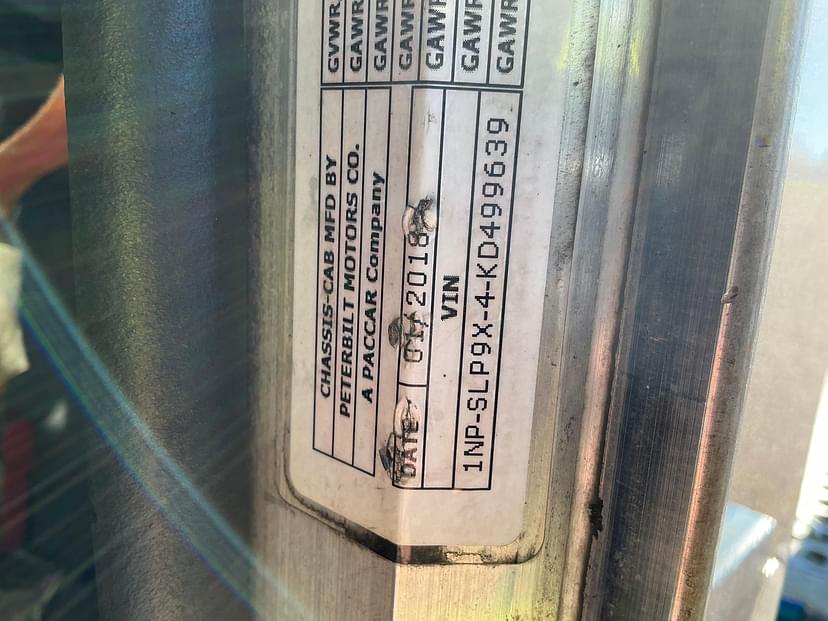 GVWR
GAWR
GAWR
GAWR
GAWR
GAWR
GAWR
CHASSIS-CAB MFD BY
PETERBILT MOTORS CO.
A PACCAR Company
DATE 01/2018
VIN
1NP-SLP9X-4-KD499639